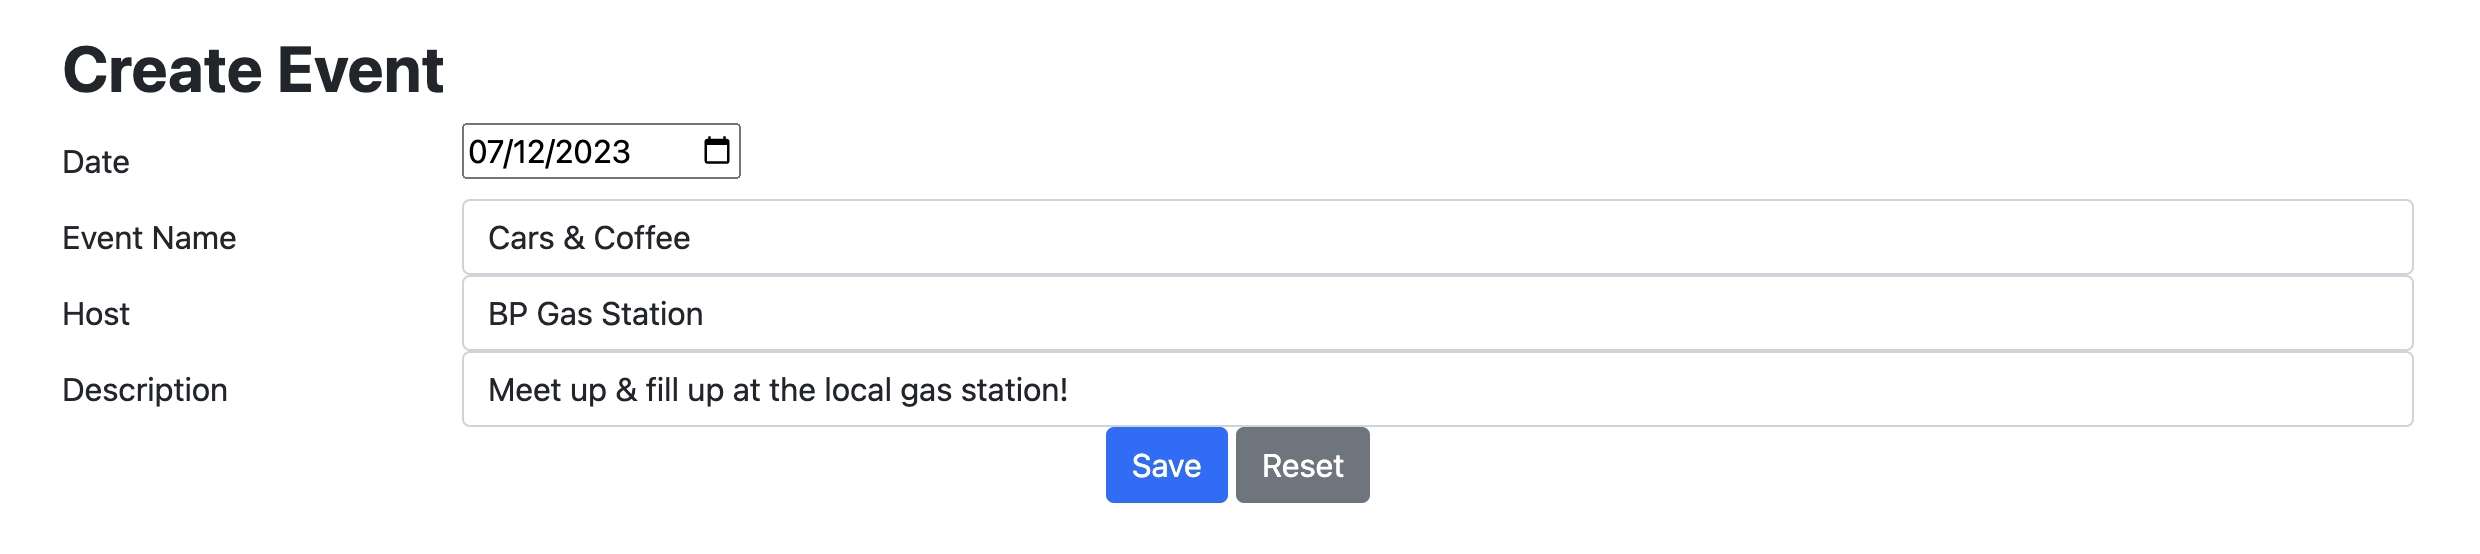 Create Event
Date 07/12/2023
Event Name Cars & Coffee
Host BP Gas Station
Description Meet up & fill up at the local gas station!
Save Reset